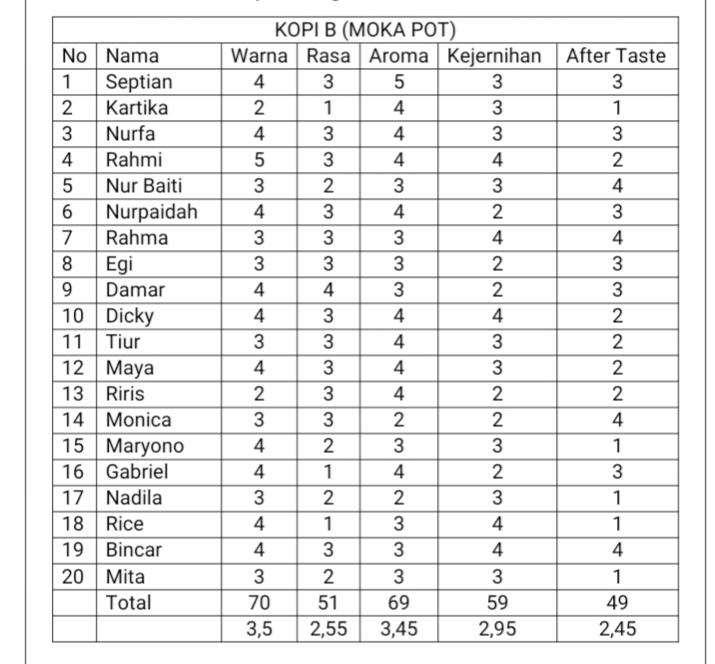 KOPI B (MOKA POT)
No Nama Warna Rasa Aroma Kejernihan After Taste
1 Septian 4 3 5 3 3
2 Kartika 2 1 4 3 1
3 Nurfa 4 3 4 3 3
4 Rahmi 5 3 4 4 2
5 Nur Baiti 3 2 3 3 4
6 Nurpaidah 4 3 4 2 3
7 Rahma 3 3 3 4 4
8 Egi 3 3 3 2 3
9 Damar 4 4 3 2 3
10 Dicky 4 3 4 4 2
11 Tiur 3 3 4 3 2
12 Maya 4 3 4 3 2
13 Riris 2 3 4 2 2
14 Monica 3 3 2 2 4
15 Maryono 4 2 3 3 1
16 Gabriel 4 1 4 2 3
17 Nadila 3 2 2 3 1
18 Rice 4 1 3 4 1
19 Bincar 4 3 3 4 4
20 Mita 3 2 3 3 1
Total 70 51 69 59 49
3,5 2,55 3,45 2,95 2,45